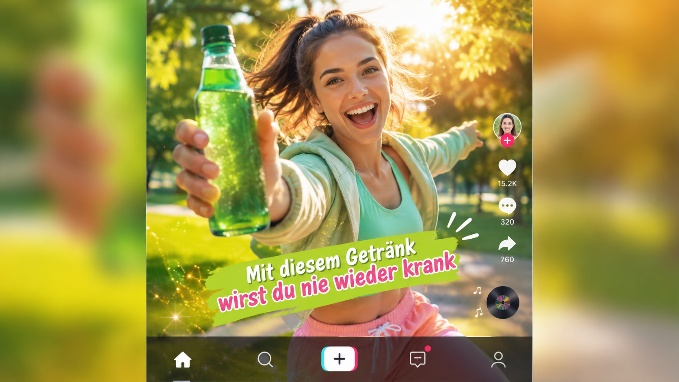 15.2K
320
760
Mit diesem Getränk
wirst du nie wieder krank